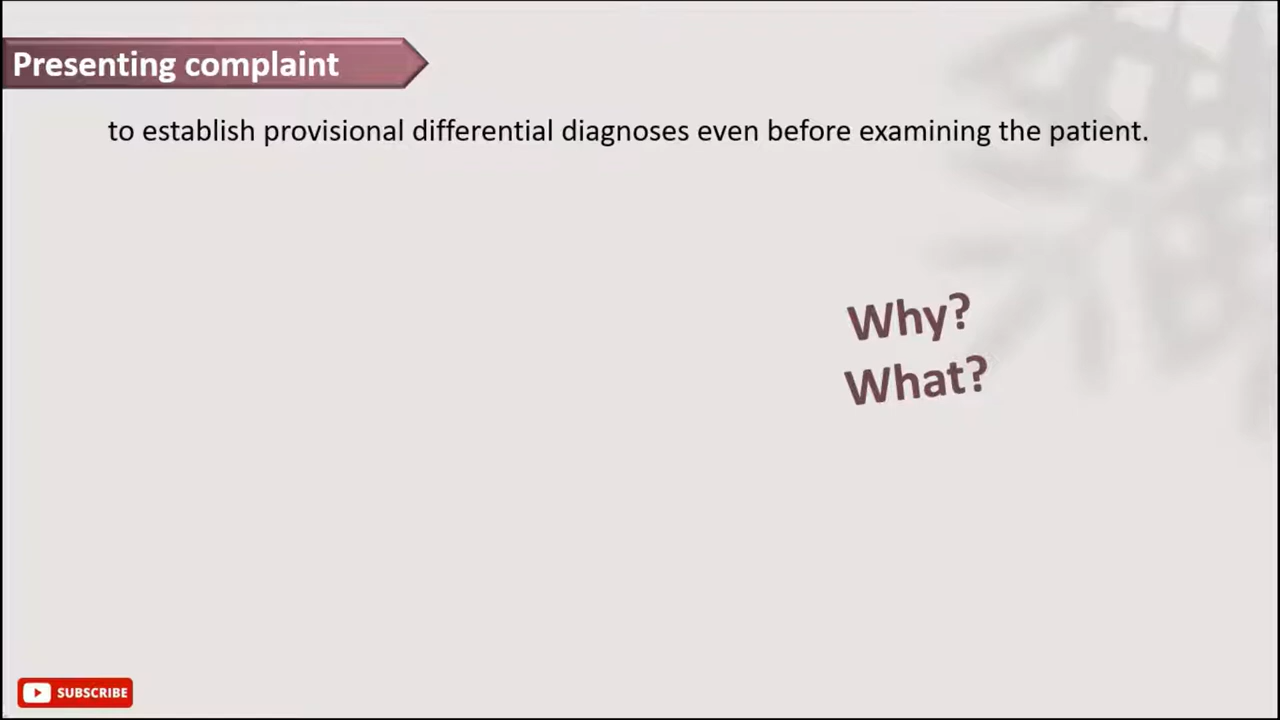 Presenting complaint
to establish provisional differential diagnoses even before examining the patient.
Why?
What?
SUBSCRIBE